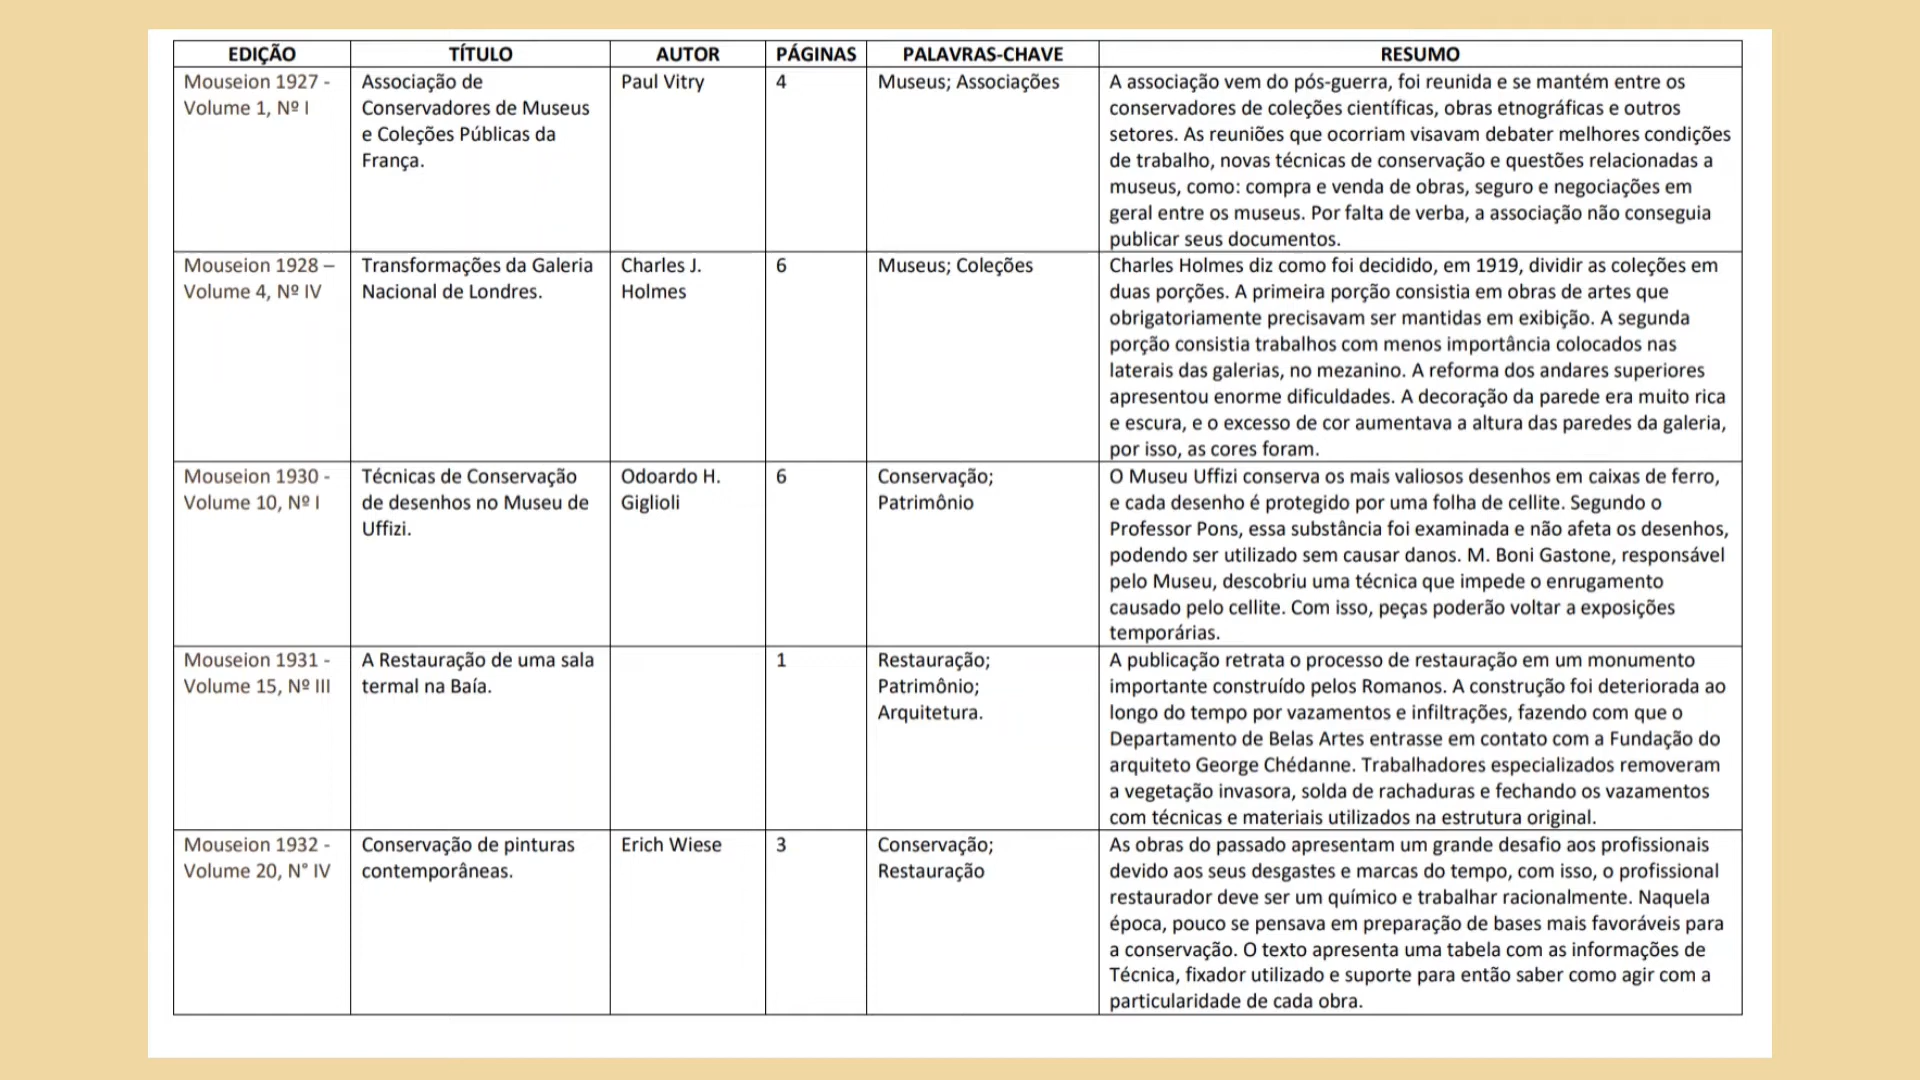 EDIÇÃO TÍTULO AUTOR PÁGINAS PALAVRAS-CHAVE RESUMO
Mouseion 1927 -
Volume 1, Nº I
Associação de
Conservadores de Museus
e Coleções Públicas da
França.
Paul Vitry
4
Museus; Associações
A associação vem do pós-guerra, foi reunida e se mantém entre os
conservadores de coleções científicas, obras etnográficas e outros
setores. As reuniões que ocorriam visavam debater melhores condições
de trabalho, novas técnicas de conservação e questões relacionadas a
museus, como: compra e venda de obras, seguro e negociações em
geral entre os museus. Por falta de verba, a associação não conseguia
publicar seus documentos.
Mouseion 1928 –
Volume 4, Nº IV
Transformações da Galeria
Nacional de Londres.
Charles J.
Holmes
6
Museus; Coleções
Charles Holmes diz como foi decidido, em 1919, dividir as coleções em
duas porções. A primeira porção consistia em obras de artes que
obrigatoriamente precisavam ser mantidas em exibição. A segunda
porção consistia trabalhos com menos importância colocados nas
laterais das galerias, no mezanino. A reforma dos andares superiores
apresentou enorme dificuldades. A decoração da parede era muito rica
e escura, e o excesso de cor aumentava a altura das paredes da galeria,
por isso, as cores foram.
Mouseion 1930 -
Volume 10, Nº I
Técnicas de Conservação
de desenhos no Museu de
Uffizi.
Odoardo H.
Giglioli
6
Conservação;
Patrimônio
O Museu Uffizi conserva os mais valiosos desenhos em caixas de ferro,
e cada desenho é protegido por uma folha de cellite. Segundo o
Professor Pons, essa substância foi examinada e não afeta os desenhos,
podendo ser utilizado sem causar danos. M. Boni Gastone, responsável
pelo Museu, descobriu uma técnica que impede o enrugamento
causado pelo cellite. Com isso, peças poderão voltar a exposições
temporárias.
Mouseion 1931 -
Volume 15, Nº III
A Restauração de uma sala
termal na Baía.
1
Restauração;
Patrimônio;
Arquitetura.
A publicação retrata o processo de restauração em um monumento
importante construído pelos Romanos. A construção foi deteriorada ao
longo do tempo por vazamentos e infiltrações, fazendo com que o
Departamento de Belas Artes entrasse em contato com a Fundação do
arquiteto George Chédanne. Trabalhadores especializados removeram
a vegetação invasora, solda de rachaduras e fechando os vazamentos
com técnicas e materiais utilizados na estrutura original.
Mouseion 1932 -
Volume 20, N° IV
Conservação de pinturas
contemporâneas.
Erich Wiese
3
Conservação;
Restauração
As obras do passado apresentam um grande desafio aos profissionais
devido aos seus desgastes e marcas do tempo, com isso, o profissional
restaurador deve ser um químico e trabalhar racionalmente. Naquela
época, pouco se pensava em preparação de bases mais favoráveis para
a conservação. O texto apresenta uma tabela com as informações de
Técnica, fixador utilizado e suporte para então saber como agir com a
particularidade de cada obra.